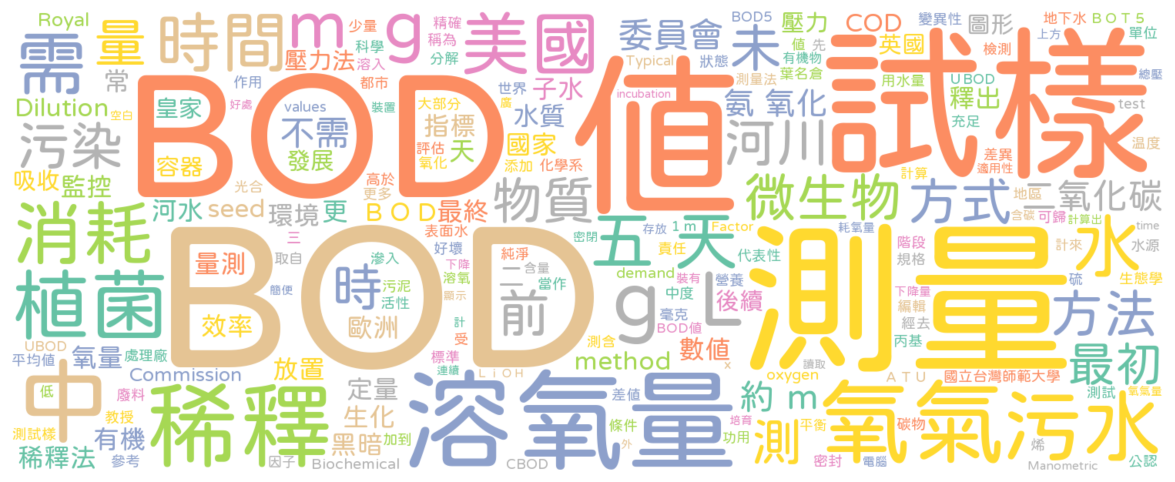 Royal
需
量
時間
m g
美國
壓力法
少量
精確
稱為
科學
溶入
分解
常
作用
都市
Dilution
空白
皇家
好處
values
裝置
不需
發展
大部分
指標
評估
氧化
天
容器
污染
吸收
監控
光合
高於
更多
BOD值
試樣
委員會
未
BOD5
壓力
值
先
有機物
葉名倉
Typical
狀態
測量法
世界
廣
子水
水質
incubation
國家
添加
化學系
氨
氧化
COD
英國
變異性
圖形
檢測
地下水
上方
BOT5
單位
用水量
UBOD
釋出
充足
總壓
test
溫度
差異
適用性
計算
河川
物質
微生物
方式
地區
二氧化碳
含碳
可歸
計算出
time
消耗
河水
seed
環境
更
BOD
最終
表面水
三
好壞
量測
取自
滲入
下降
溶氧
顯示
簡便
時
污泥
活性
歐洲
計
受
純淨
二
含量
當作
前
五天
密閉
1 m
存放
Factor
責任
代表性
耗氧量
demand
裝有
營養
中度
後續
毫克
BOD值
g L
測含
測量
水
階段
規格
計來
水源
硫
生態學
下降量
編輯
經去
方法
丙基
植菌
BOD
效率
UBOD
平均值
氧量
處理廠
Commission
放置
標準
連續
LiOH
method
數值
x
oxygen
讀取
ATU
國立台灣師範大學
最初
中
低
廢料
教授
測試樣
有機
參考
稀釋法
稀釋
定量
生化
黑暗
加到
因子
Biochemical
溶氧量
CBOD
差值
條件
外
培育
功用
約 m
測
平衡
密封
電腦
碳物
氧氣
污水
烯
Manometric
測試
氧氣量
公認